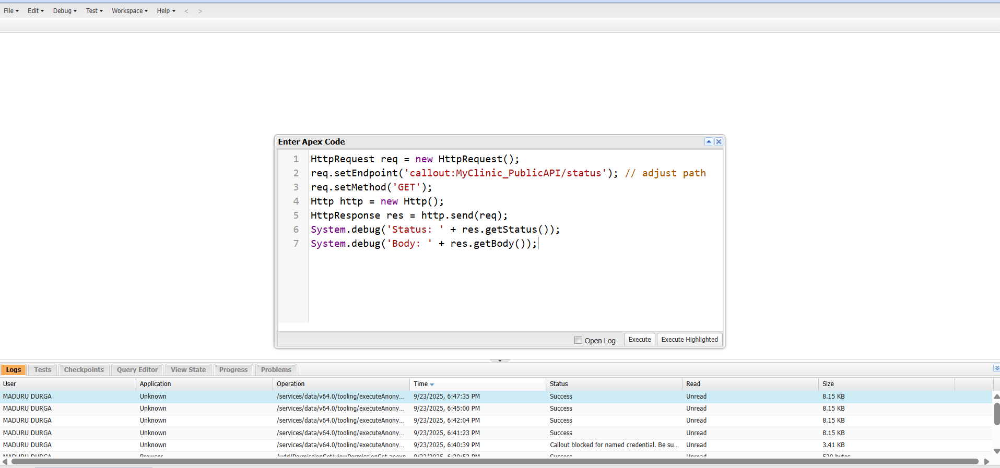 File Edit Debug Test Workspace Help < >
Enter Apex Code
1 HttpRequest req = new HttpRequest();
2 req.setEndpoint('callout:MyClinic_PublicAPI/status'); // adjust path
3 req.setMethod('GET');
4 Http http = new Http();
5 HttpResponse res = http.send(req);
6 System.debug('Status: ' + res.getStatus());
7 System.debug('Body: ' + res.getBody());
Open Log Execute Execute Highlighted
Logs Tests Checkpoints Query Editor View State Progress Problems
User Application Operation Time Status Read Size
MADURU DURGA Unknown /services/data/v64.0/tooling/executeAnony... 9/23/2025, 6:47:35 PM Success Unread 8.15 KB
MADURU DURGA Unknown /services/data/v64.0/tooling/executeAnony... 9/23/2025, 6:45:00 PM Success Unread 8.15 KB
MADURU DURGA Unknown /services/data/v64.0/tooling/executeAnony... 9/23/2025, 6:42:04 PM Success Unread 8.15 KB
MADURU DURGA Unknown /services/data/v64.0/tooling/executeAnony... 9/23/2025, 6:41:23 PM Success Unread 8.15 KB
MADURU DURGA Unknown /services/data/v64.0/tooling/executeAnony... 9/23/2025, 6:40:39 PM Callout blocked for named credential. Be su... Unread 3.41 KB
MADURU DURGA Browser Success Unread